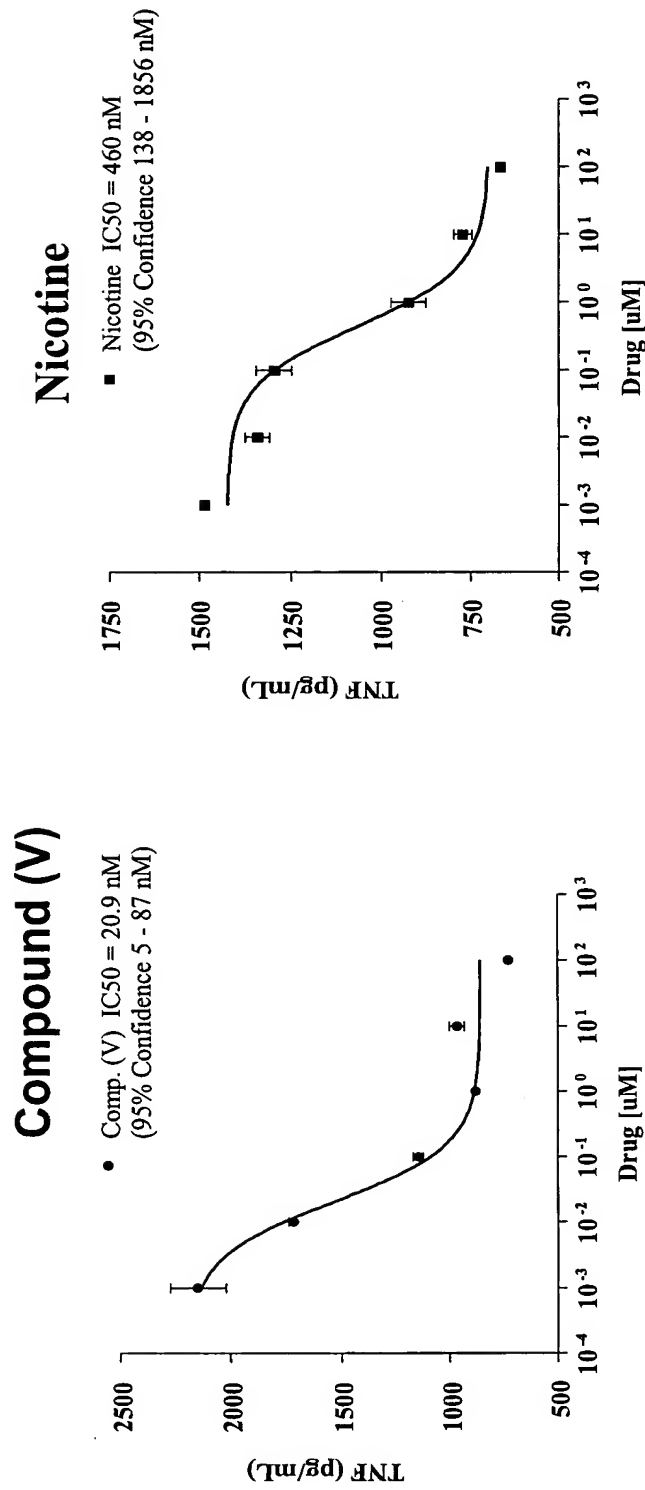 Compound (V)
Comp. (V) IC50 = 20.9 nM
(95% Confidence 5 - 87 nM)
TNF (pg/mL)
2500
2000
1500
1000
500
10-4
10-3
10-2
10-1
100
101
102
103
Drug [uM]
Nicotine
Nicotine IC50 = 460 nM
(95% Confidence 138 - 1856 nM)
TNF (pg/mL)
1750
1500
1250
1000
750
500
10-4
10-3
10-2
10-1
100
101
102
103
Drug [uM]